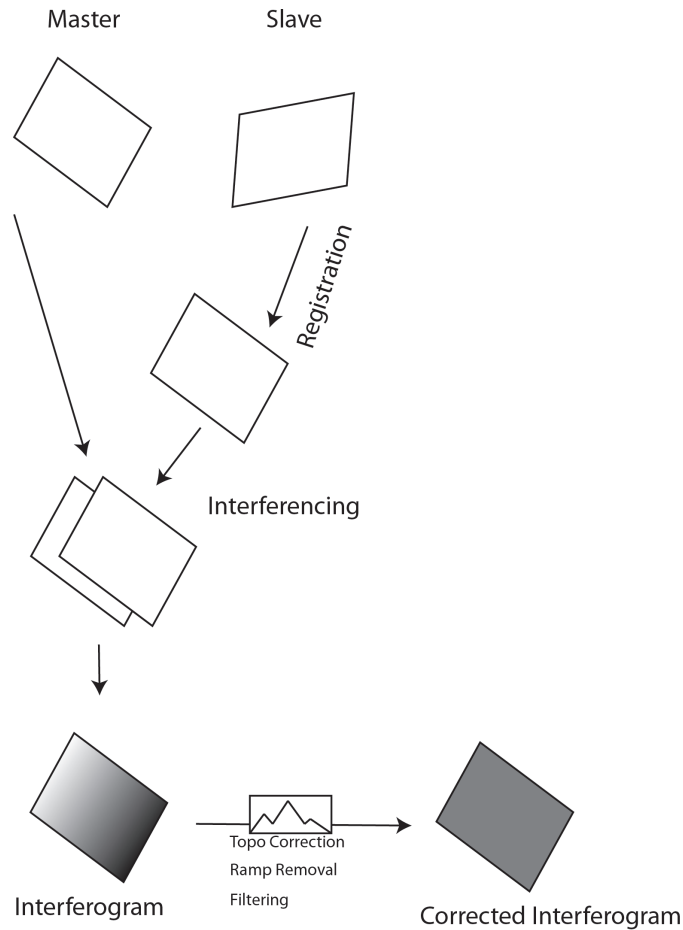 Master
Slave
Registration
Interferencing
Topo Correction
Ramp Removal
Filtering
Interferogram
Corrected Interferogram